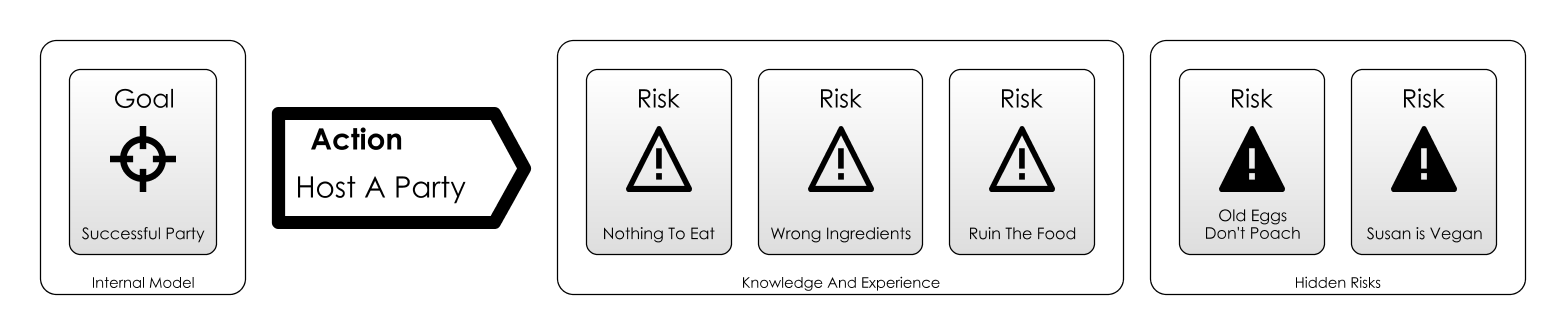 Goal
Successful Party
Internal Model
Action
Host A Party
Risk
Nothing To Eat
Risk
Wrong Ingredients
Risk
Ruin The Food
Knowledge And Experience
Risk
Old Eggs
Don't Poach
Risk
Susan is Vegan
Hidden Risks